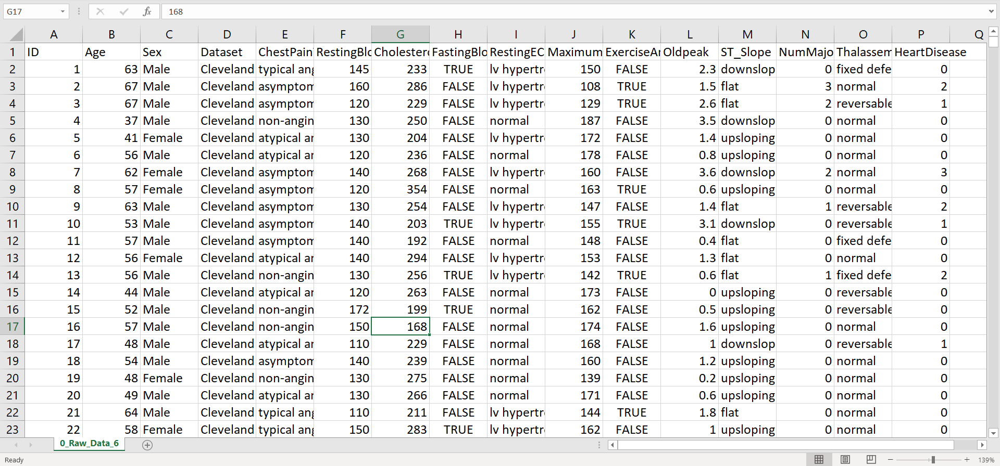 G17 fx 168
A B C D E F G H I J K L M N O P Q
1 ID Age Sex Dataset ChestPain RestingBlo Cholestero FastingBlo RestingEC Maximum ExerciseAn Oldpeak ST_Slope NumMajo Thalassem HeartDisease
2 1 63 Male Cleveland typical ang 145 233 TRUE lv hypertr 150 FALSE 2.3 downslop 0 fixed defe 0
3 2 67 Male Cleveland asymptom 160 286 FALSE lv hypertr 108 TRUE 1.5 flat 3 normal 2
4 3 67 Male Cleveland asymptom 120 229 FALSE lv hypertr 129 TRUE 2.6 flat 2 reversable 1
5 4 37 Male Cleveland non-angin 130 250 FALSE normal 187 FALSE 3.5 downslop 0 normal 0
6 5 41 Female Cleveland atypical an 130 204 FALSE lv hypertr 172 FALSE 1.4 upsloping 0 normal 0
7 6 56 Male Cleveland atypical an 120 236 FALSE normal 178 FALSE 0.8 upsloping 0 normal 0
8 7 62 Female Cleveland asymptom 140 268 FALSE lv hypertr 160 FALSE 3.6 downslop 2 normal 3
9 8 57 Female Cleveland asymptom 120 354 FALSE normal 163 TRUE 0.6 upsloping 0 normal 0
10 9 63 Male Cleveland asymptom 130 254 FALSE lv hypertr 147 FALSE 1.4 flat 1 reversable 2
11 10 53 Male Cleveland asymptom 140 203 TRUE lv hypertr 155 TRUE 3.1 downslop 0 reversable 1
12 11 57 Male Cleveland asymptom 140 192 FALSE normal 148 FALSE 0.4 flat 0 fixed defe 0
13 12 56 Female Cleveland atypical an 140 294 FALSE lv hypertr 153 FALSE 1.3 flat 0 normal 0
14 13 56 Male Cleveland non-angin 130 256 TRUE lv hypertr 142 TRUE 0.6 flat 1 fixed defe 2
15 14 44 Male Cleveland atypical an 120 263 FALSE normal 173 FALSE 0 upsloping 0 reversable 0
16 15 52 Male Cleveland non-angin 172 199 TRUE normal 162 FALSE 0.5 upsloping 0 reversable 0
17 16 57 Male Cleveland non-angin 150 168 FALSE normal 174 FALSE 1.6 upsloping 0 normal 0
18 17 48 Male Cleveland atypical an 110 229 FALSE normal 168 FALSE 1 downslop 0 reversable 1
19 18 54 Male Cleveland asymptom 140 239 FALSE normal 160 FALSE 1.2 upsloping 0 normal 0
20 19 48 Female Cleveland non-angin 130 275 FALSE normal 139 FALSE 0.2 upsloping 0 normal 0
21 20 49 Male Cleveland atypical an 130 266 FALSE normal 171 FALSE 0.6 upsloping 0 normal 0
22 21 64 Male Cleveland typical ang 110 211 FALSE lv hypertr 144 TRUE 1.8 flat 0 normal 0
23 22 58 Female Cleveland typical ang 150 283 TRUE lv hypertr 162 FALSE 1 upsloping 0 normal 0
0_Raw_Data_6
Ready 139%